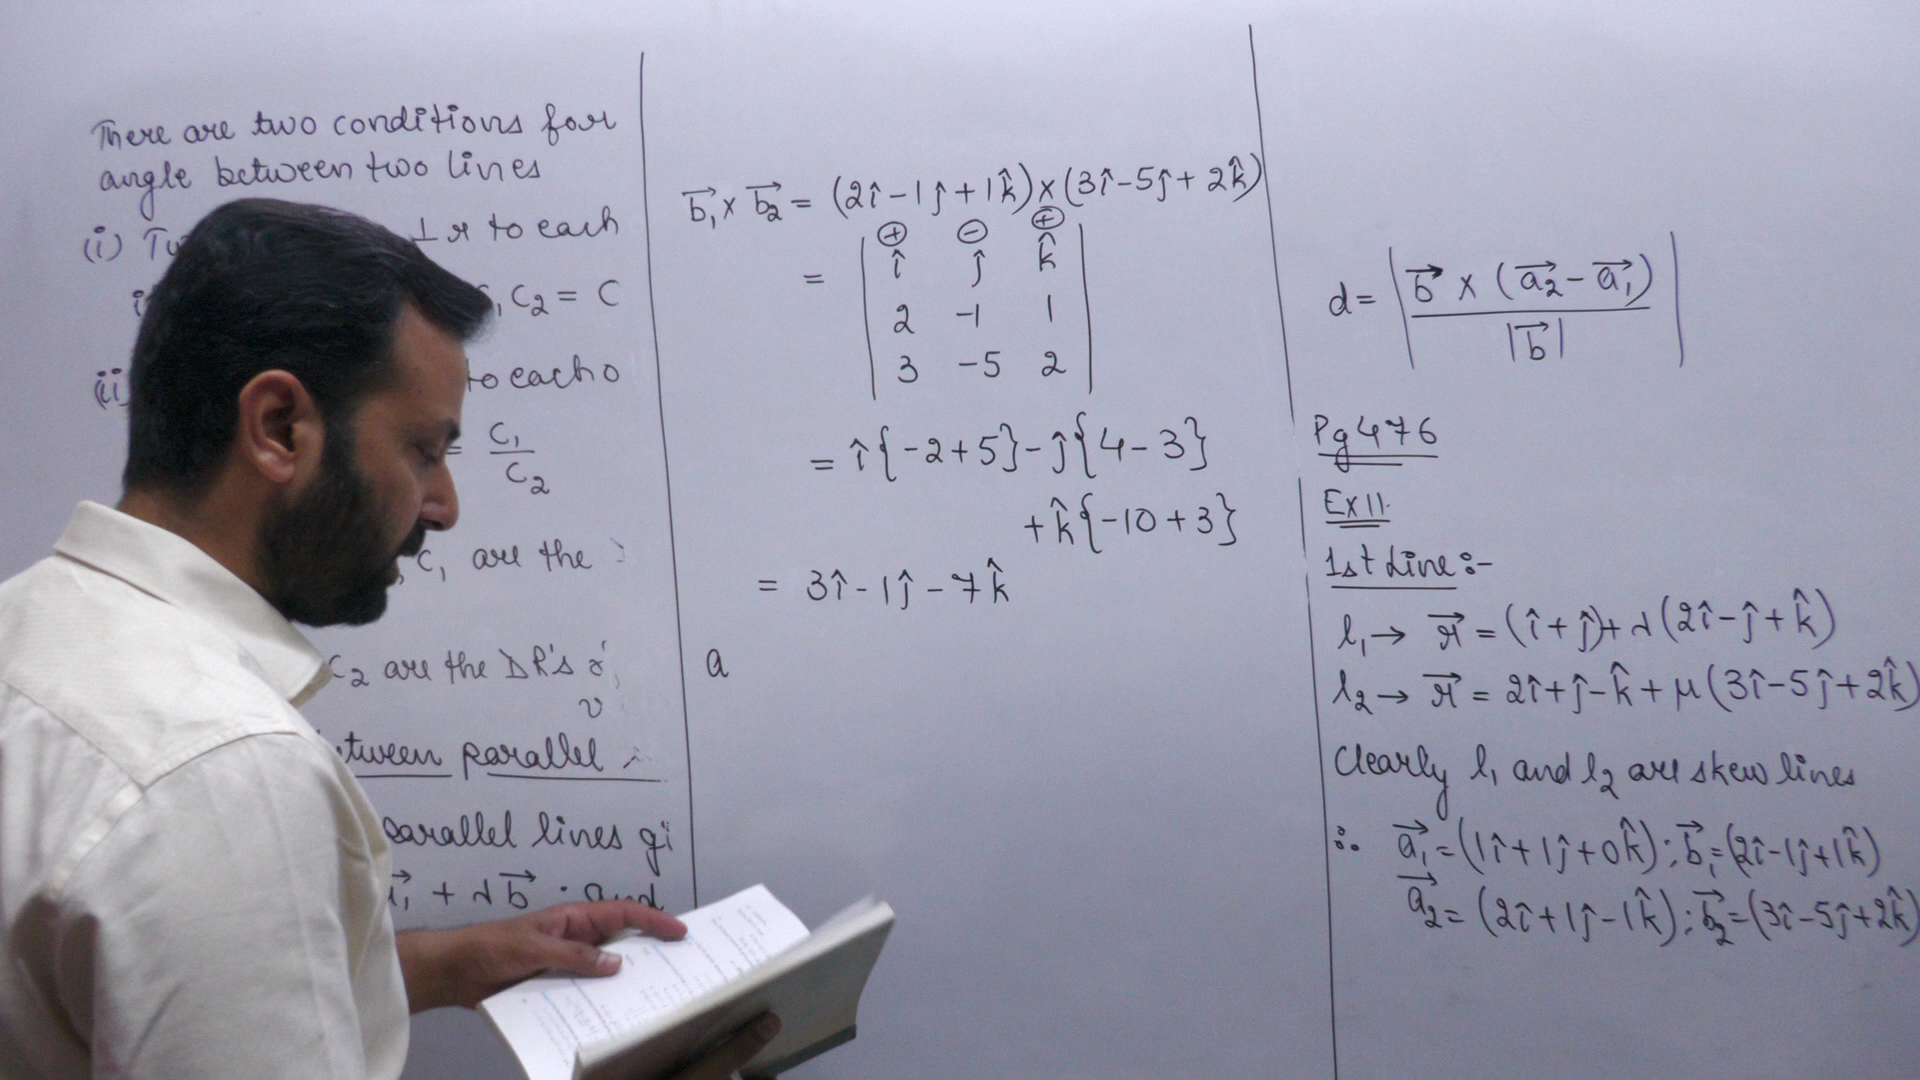 There are two conditions for
angle between two lines
(i) Tw ⊥r to each
i , C₂ = C
(ii) to each o
= C₁/C₂
, C₁ are the
C₂ are the DR's
between parallel
parallel lines gi
a⃗₁ + λb⃗ ; and
b⃗₁ × b⃗₂ = (2î - 1ĵ + 1k̂) × (3î - 5ĵ + 2k̂)
⊕ ⊖ ⊕
= | î ĵ k̂ |
| 2 -1 1 |
| 3 -5 2 |
= î{-2+5} - ĵ{4-3}
+ k̂{-10+3}
= 3î - 1ĵ - 7k̂
a
d = | b⃗ × (a⃗₂ - a⃗₁) / |b⃗| |
Pg 476
Ex 11.
1st Line :-
l₁ → r⃗ = (î + ĵ) + λ(2î - ĵ + k̂)
l₂ → r⃗ = 2î + ĵ - k̂ + μ(3î - 5ĵ + 2k̂)
Clearly l₁ and l₂ are skew lines
∴ a⃗₁ = (1î + 1ĵ + 0k̂) ; b⃗₁ = (2î - 1ĵ + 1k̂)
a⃗₂ = (2î + 1ĵ - 1k̂) ; b⃗₂ = (3î - 5ĵ + 2k̂)